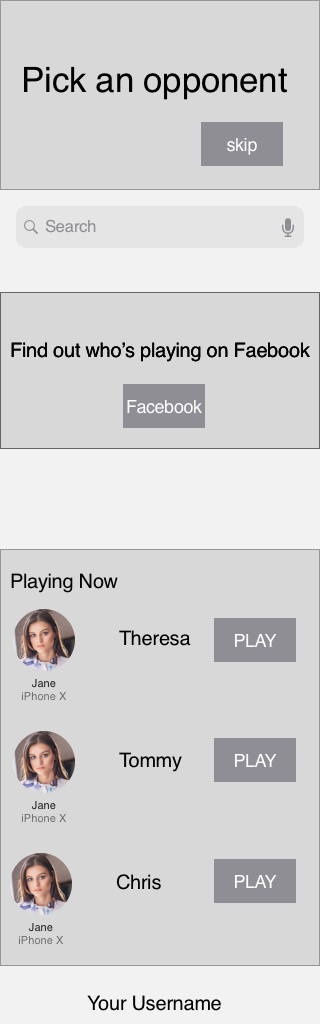 Pick an opponent
skip
Search
Find out who's playing on Faebook
Facebook
Playing Now
Theresa
PLAY
Jane
iPhone X
Tommy
PLAY
Jane
iPhone X
Chris
PLAY
Jane
iPhone X
Your Username